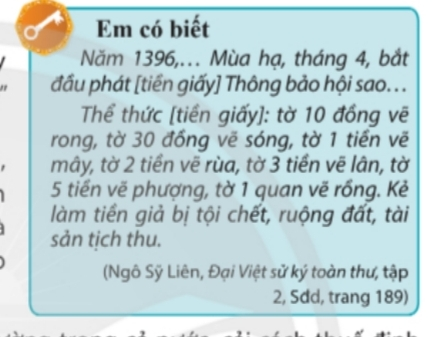 Em có biết
Năm 1396,... Mùa hạ, tháng 4, bắt
đầu phát [tiền giấy] Thông bảo hội sao...
Thể thức [tiền giấy]: tờ 10 đồng vẽ
rong, tờ 30 đồng vẽ sóng, tờ 1 tiền vẽ
mây, tờ 2 tiền vẽ rùa, tờ 3 tiền vẽ lân, tờ
5 tiền vẽ phượng, tờ 1 quan vẽ rồng. Kẻ
làm tiền giả bị tội chết, ruộng đất, tài
sản tịch thu.
(Ngô Sỹ Liên, Đại Việt sử ký toàn thư, tập
2, Sđd, trang 189)